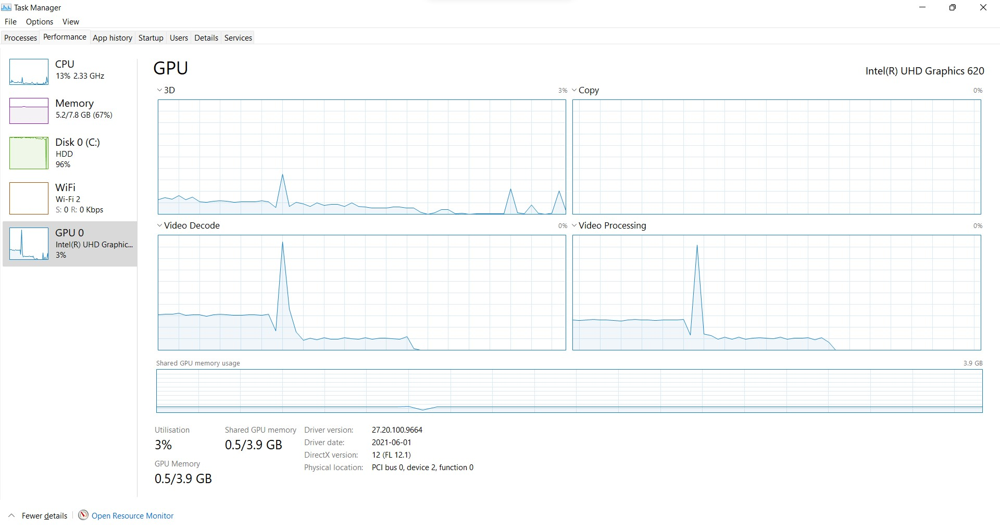 Task Manager
File Options View
Processes Performance App history Startup Users Details Services
CPU
13% 2.33 GHz
Memory
5.2/7.8 GB (67%)
Disk 0 (C:)
HDD
96%
WiFi
Wi-Fi 2
S: 0 R: 0 Kbps
GPU 0
Intel(R) UHD Graphic...
3%
GPU
Intel(R) UHD Graphics 620
3D 3%
Copy 0%
Video Decode 0%
Video Processing 0%
Shared GPU memory usage 3.9 GB
Utilisation
3%
Shared GPU memory
0.5/3.9 GB
GPU Memory
0.5/3.9 GB
Driver version: 27.20.100.9664
Driver date: 2021-06-01
DirectX version: 12 (FL 12.1)
Physical location: PCI bus 0, device 2, function 0
Fewer details
Open Resource Monitor